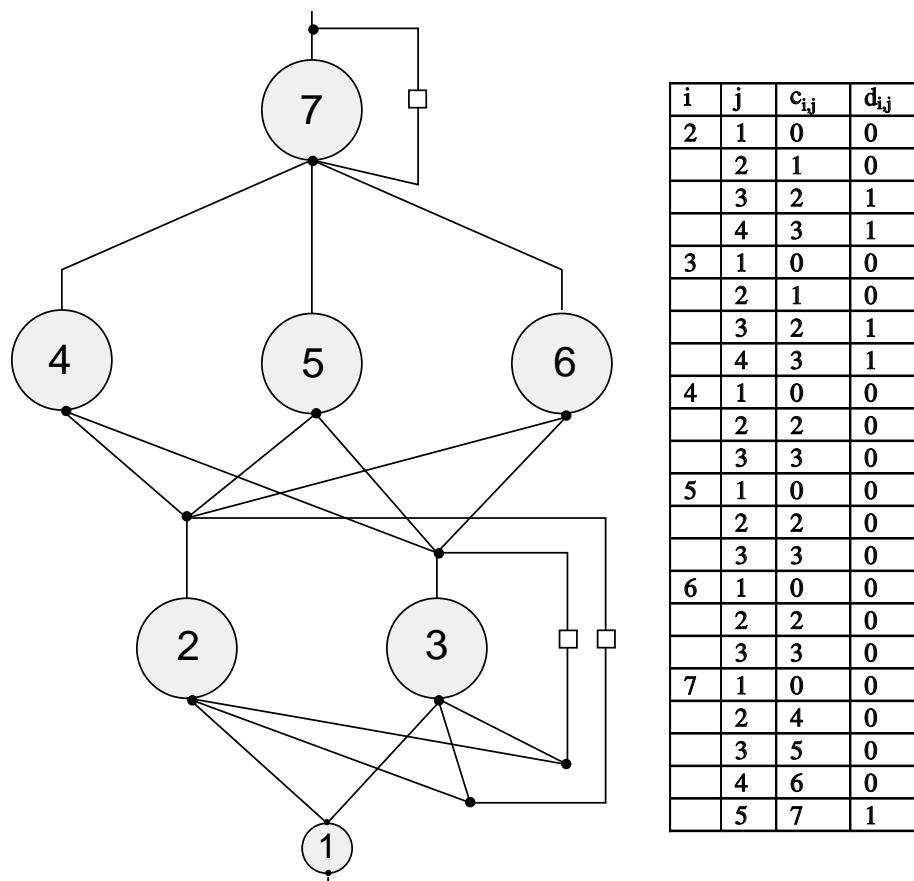 7
4 5 6
2 3
1
i j c_{i,j} d_{i,j}
2 1 0 0
2 1 0
3 2 1
4 3 1
3 1 0 0
2 1 0
3 2 1
4 3 1
4 1 0 0
2 2 0
3 3 0
5 1 0 0
2 2 0
3 3 0
6 1 0 0
2 2 0
3 3 0
7 1 0 0
2 4 0
3 5 0
4 6 0
5 7 1